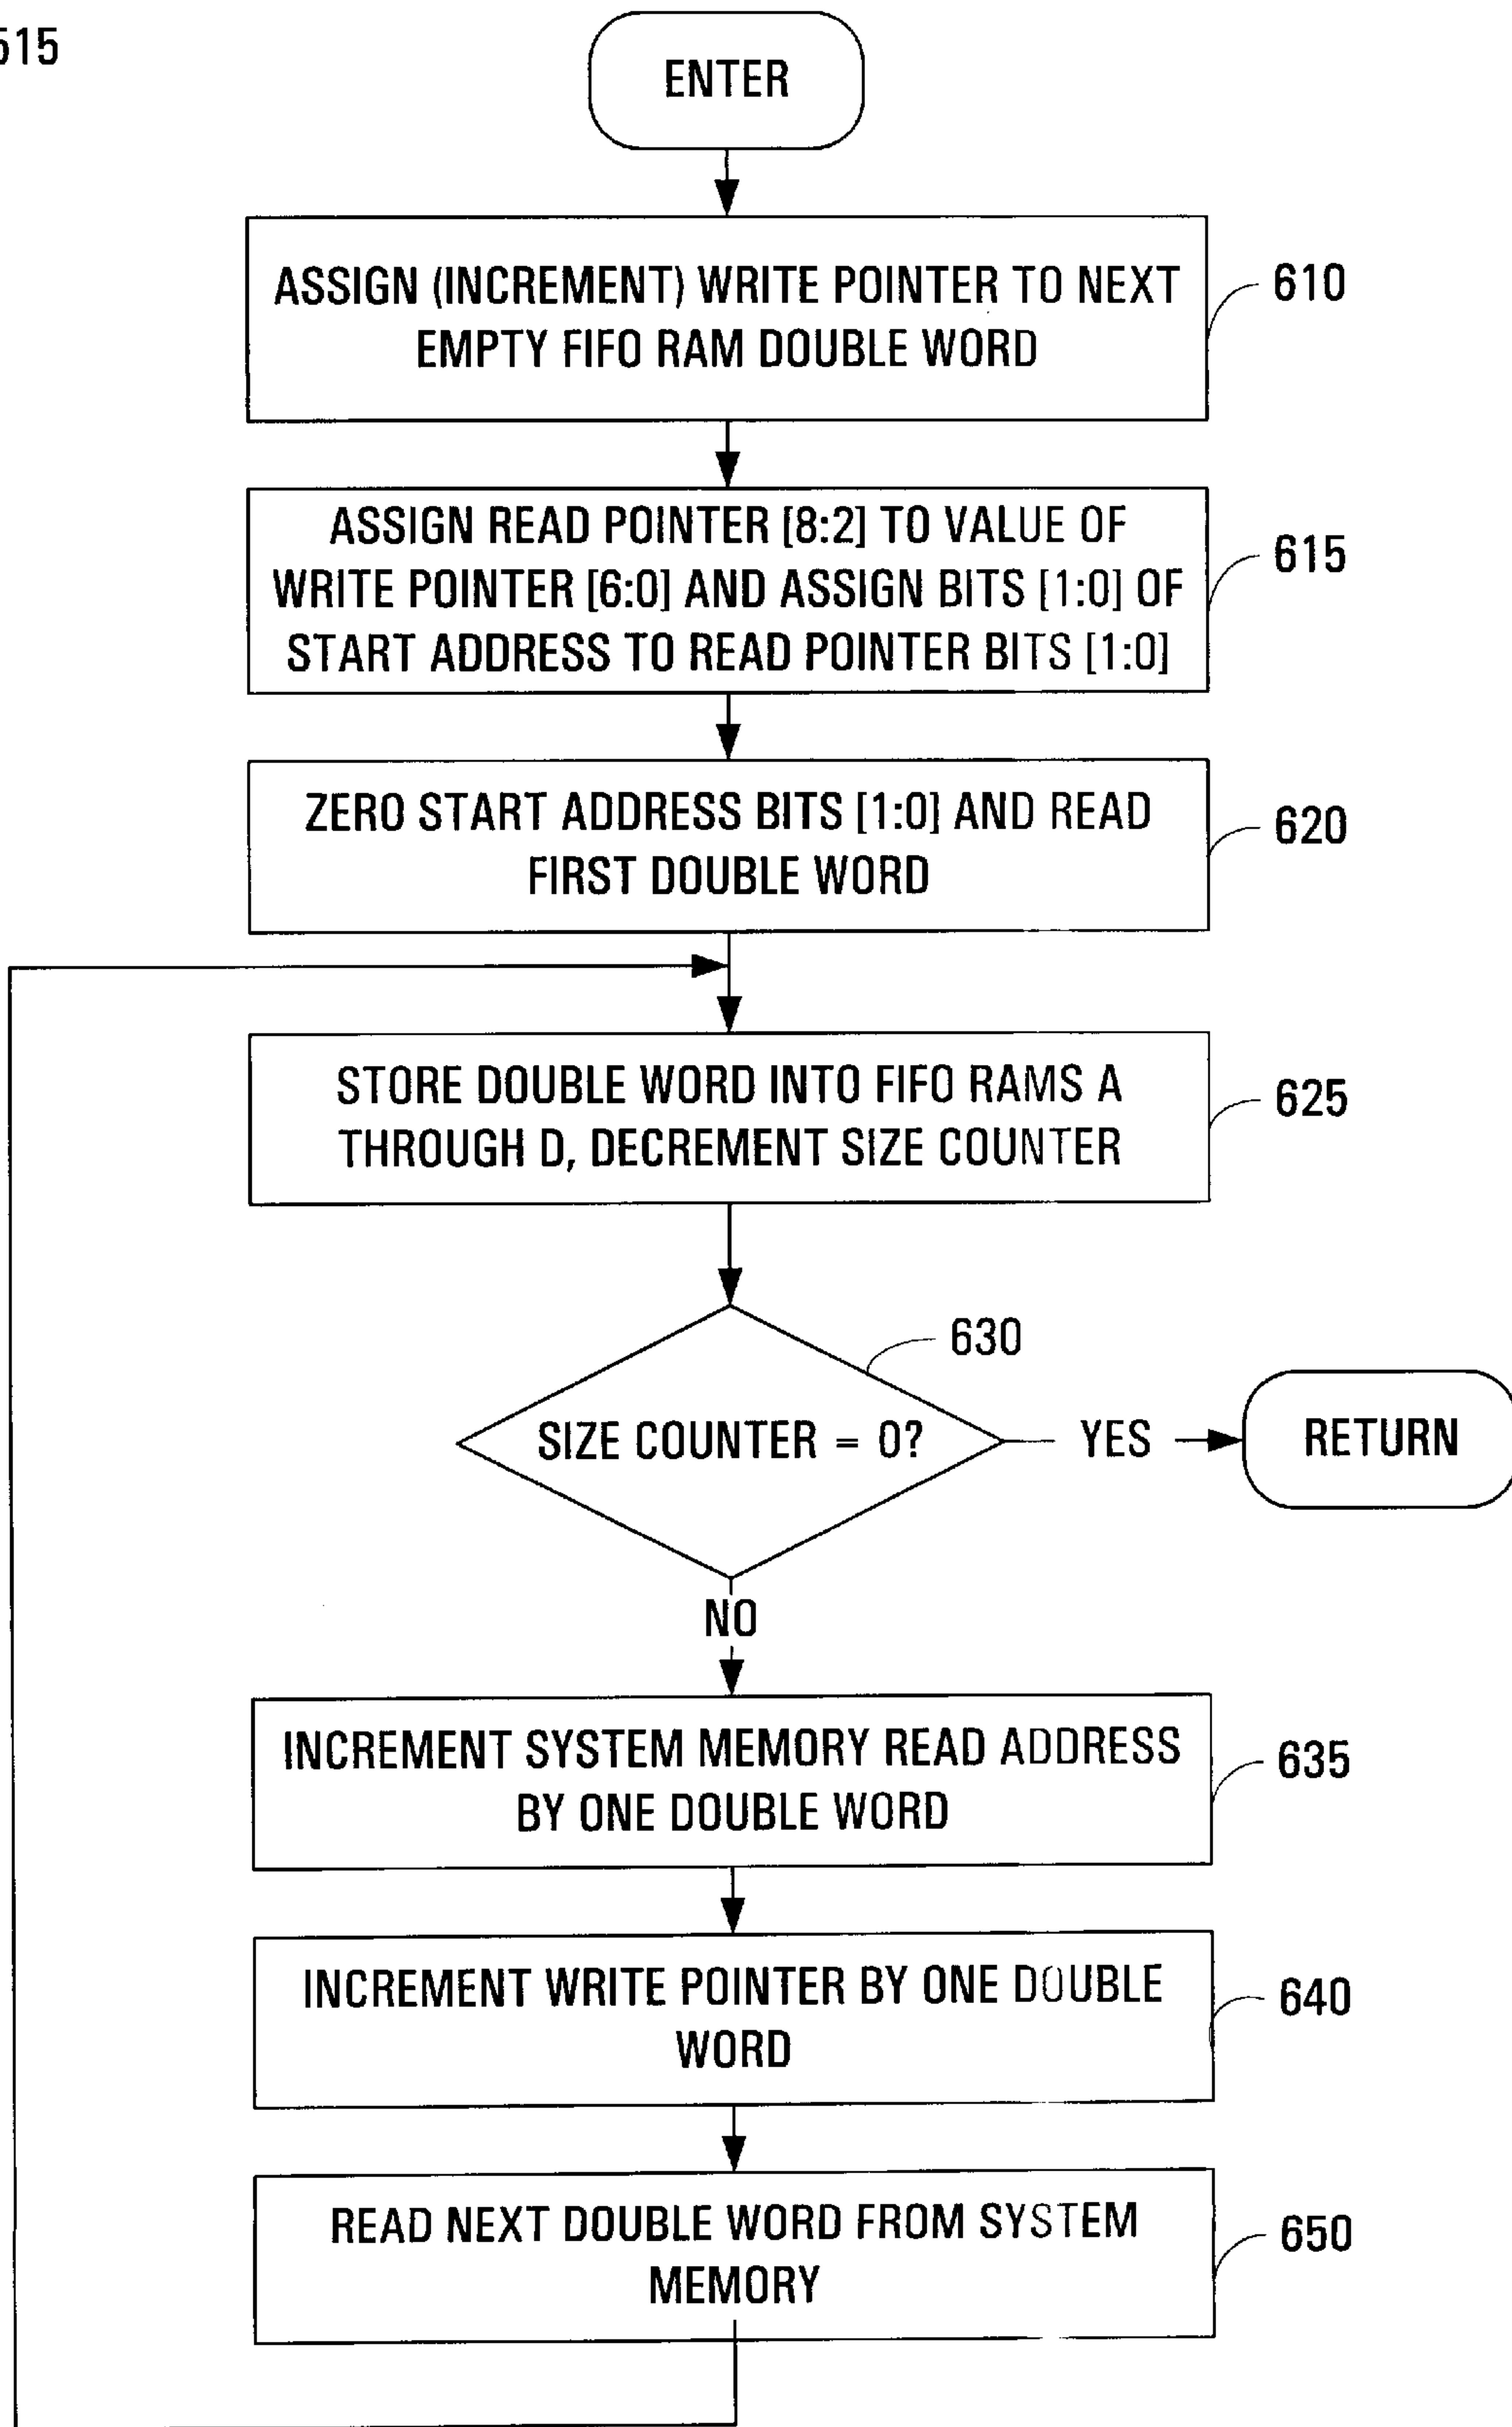 515
ENTER
ASSIGN (INCREMENT) WRITE POINTER TO NEXT
EMPTY FIFO RAM DOUBLE WORD
610
ASSIGN READ POINTER [8:2] TO VALUE OF
WRITE POINTER [6:0] AND ASSIGN BITS [1:0] OF
START ADDRESS TO READ POINTER BITS [1:0]
615
ZERO START ADDRESS BITS [1:0] AND READ
FIRST DOUBLE WORD
620
STORE DOUBLE WORD INTO FIFO RAMS A
THROUGH D, DECREMENT SIZE COUNTER
625
630
SIZE COUNTER = 0?
YES
RETURN
NO
INCREMENT SYSTEM MEMORY READ ADDRESS
BY ONE DOUBLE WORD
635
INCREMENT WRITE POINTER BY ONE DOUBLE
WORD
640
READ NEXT DOUBLE WORD FROM SYSTEM
MEMORY
650